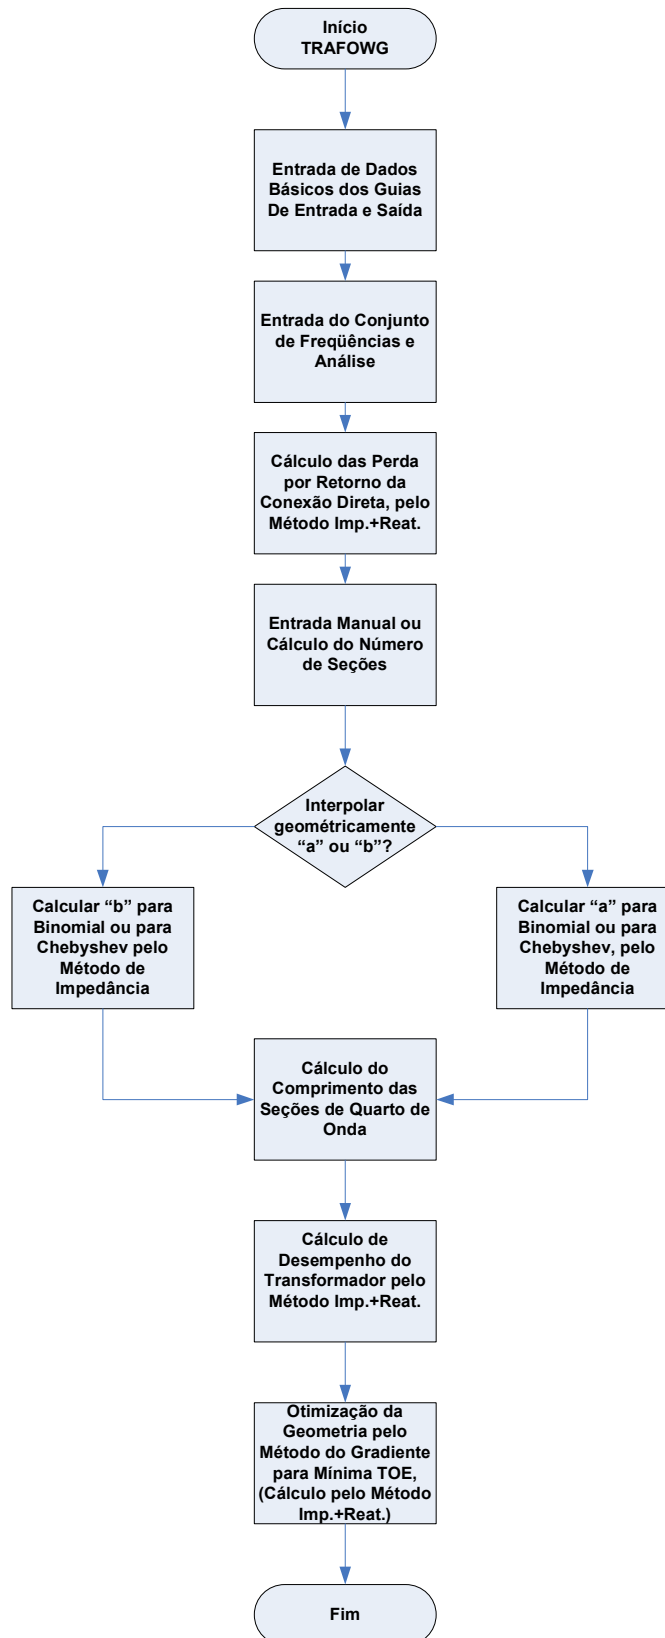 Início
TRAFOWG
Entrada de Dados
Básicos dos Guias
De Entrada e Saída
Entrada do Conjunto
de Freqüências e
Análise
Cálculo das Perda
por Retorno da
Conexão Direta, pelo
Método Imp.+Reat.
Entrada Manual ou
Cálculo do Número
de Seções
Interpolar
geométricamente
“a” ou “b”?
Calcular “b” para
Binomial ou para
Chebyshev pelo
Método de
Impedância
Calcular “a” para
Binomial ou para
Chebyshev, pelo
Método de
Impedância
Cálculo do
Comprimento das
Seções de Quarto de
Onda
Cálculo de
Desempenho do
Transformador pelo
Método Imp.+Reat.
Otimização da
Geometria pelo
Método do Gradiente
para Mínima TOE,
(Cálculo pelo Método
Imp.+Reat.)
Fim